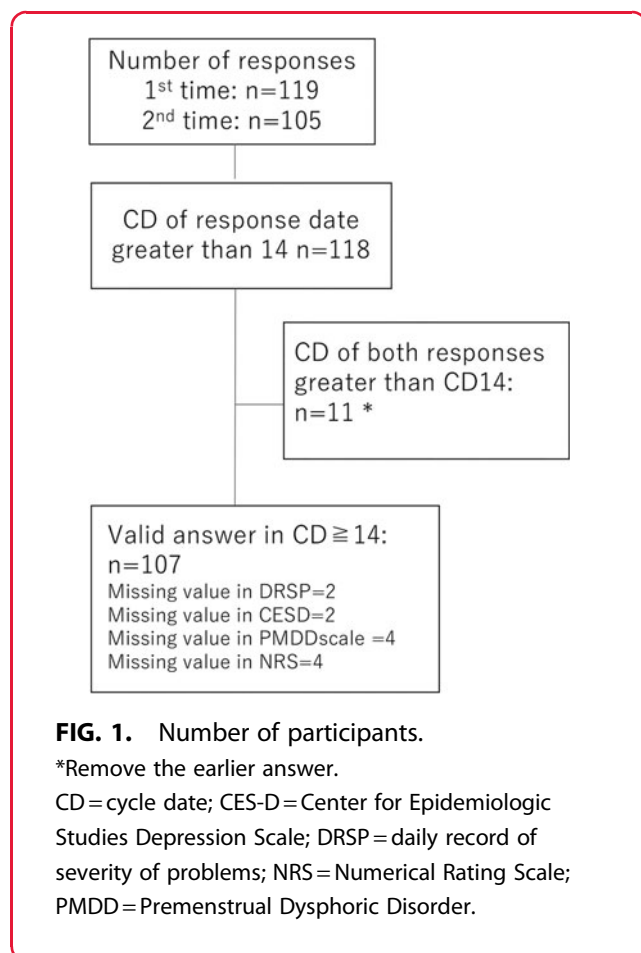 Number of responses
1st time: n=119
2nd time: n=105
CD of response date
greater than 14 n=118
CD of both responses
greater than CD14:
n=11 *
Valid answer in CD≧14:
n=107
Missing value in DRSP=2
Missing value in CESD=2
Missing value in PMDDscale =4
Missing value in NRS=4
FIG. 1. Number of participants.
*Remove the earlier answer.
CD=cycle date; CES-D=Center for Epidemiologic
Studies Depression Scale; DRSP=daily record of
severity of problems; NRS=Numerical Rating Scale;
PMDD=Premenstrual Dysphoric Disorder.